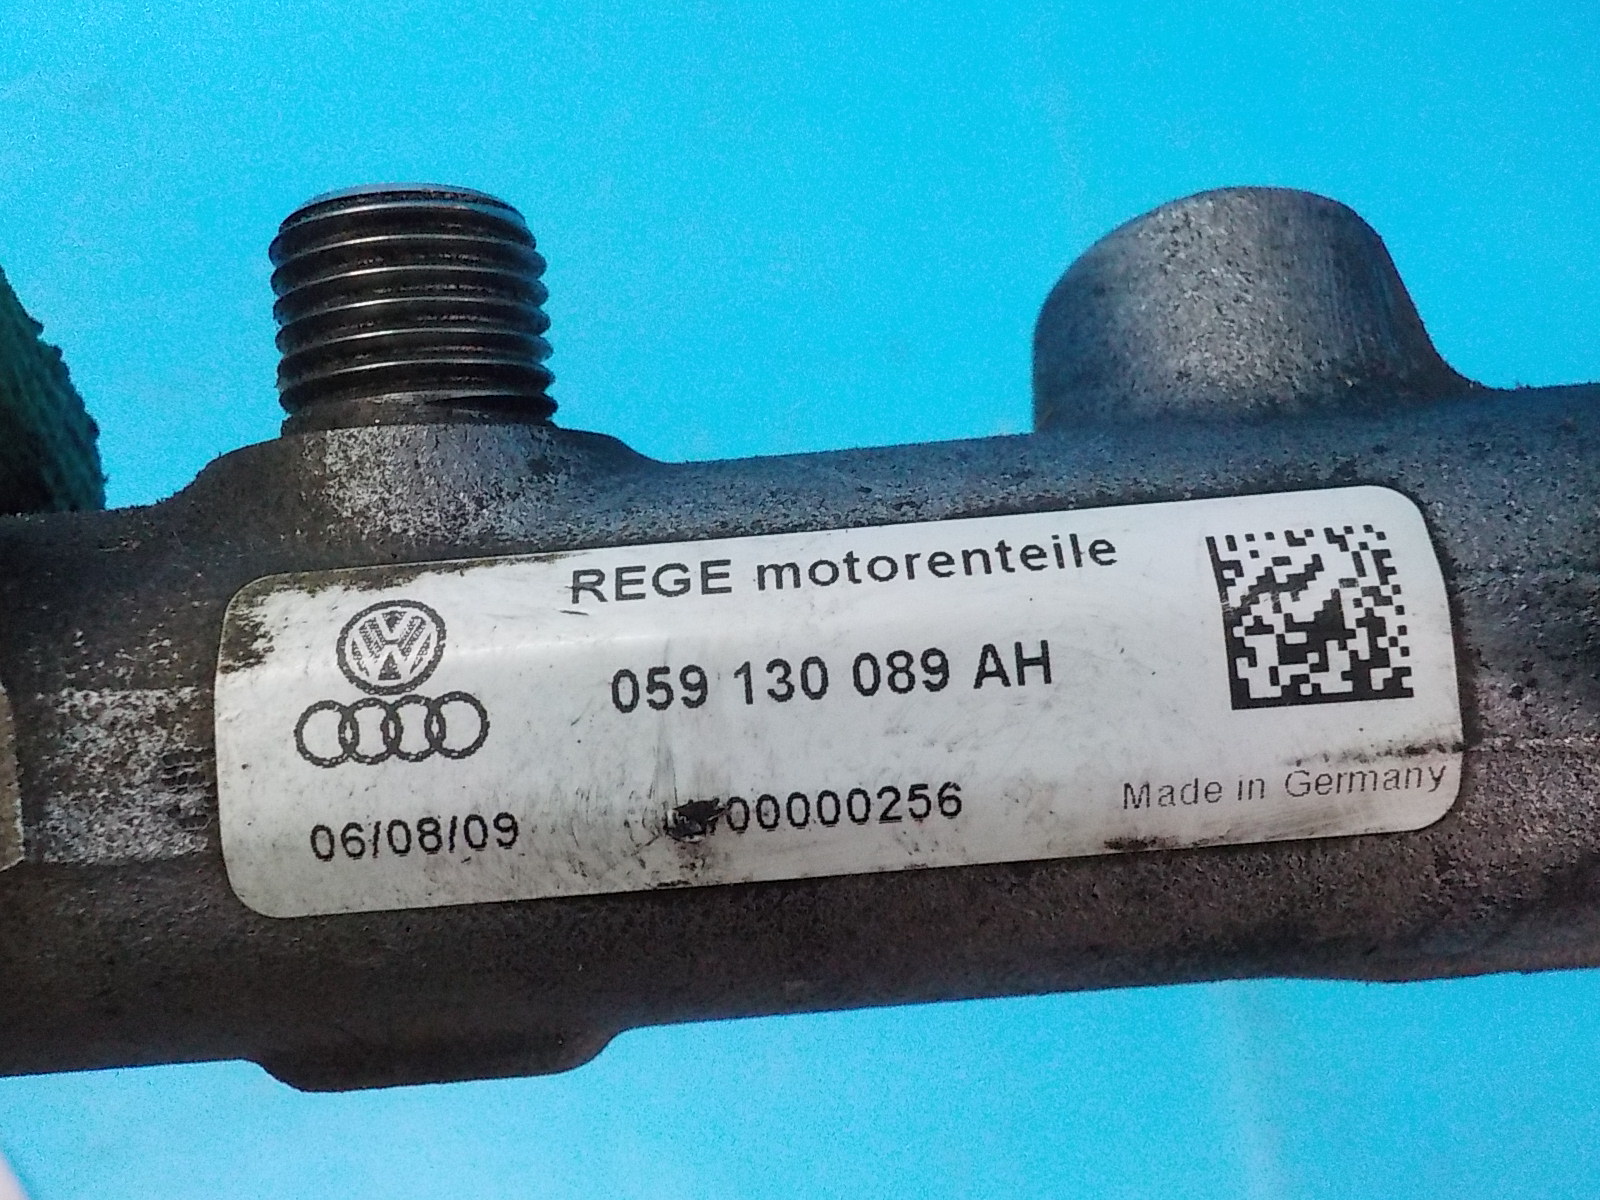 REGE motorenteile
059 130 089 AH
06/08/09 00000256
Made in Germany